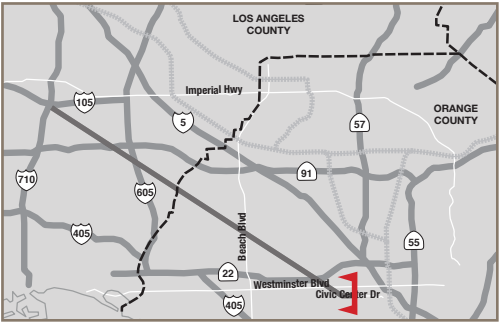 LOS ANGELES
COUNTY
Imperial Hwy
105
5
57
ORANGE
COUNTY
91
710
605
405
Beach Blvd
55
22
Westminster Blvd
Civic Center Dr
405